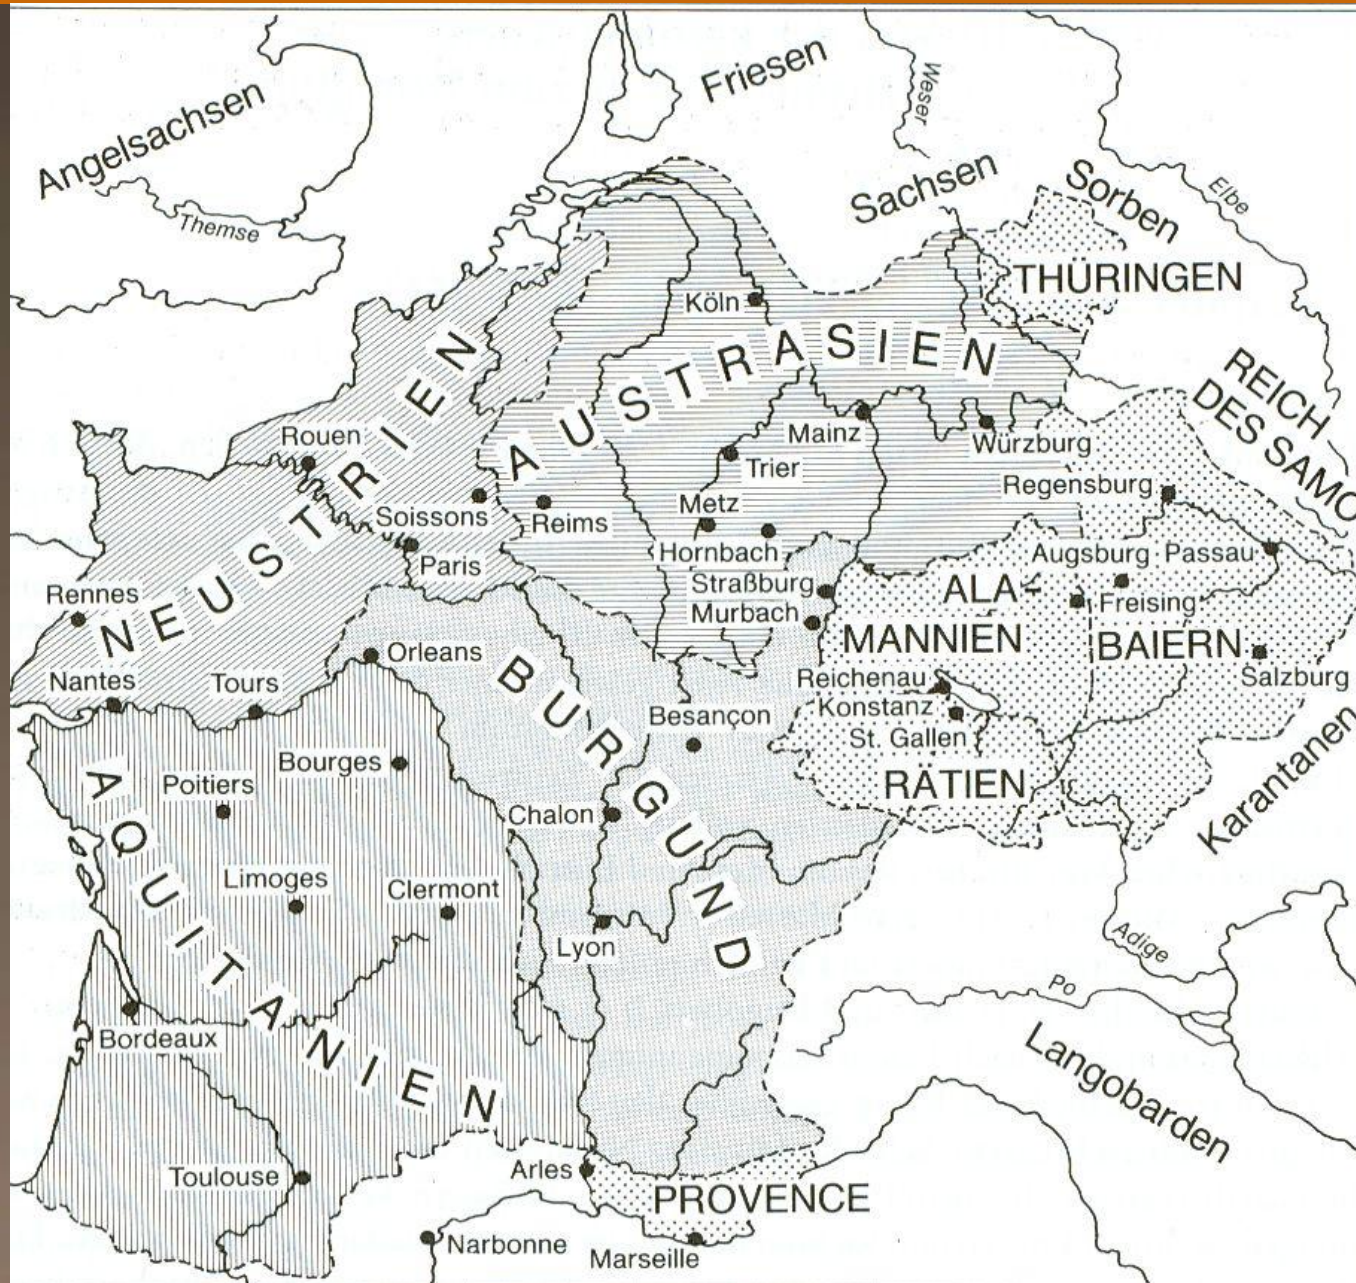 Angelsachsen
Friesen
Weser
Sachsen
Sorben
Elbe
Themse
THÜRINGEN
Köln
AUSTRASIEN
REICH
DES SAMO
NEUSTRIEN
Rouen
Mainz
Würzburg
Trier
Regensburg
Soissons
Reims
Metz
Hornbach
Augsburg
Passau
Paris
Straßburg
ALA-
MANNIEN
Freising
Rennes
Murbach
BAIERN
Orleans
Salzburg
Nantes
Tours
BURGUND
Reichenau
Konstanz
Besançon
St. Gallen
Karantanen
Bourges
Poitiers
RÄTIEN
AQUITANIEN
Chalon
Limoges
Clermont
Lyon
Adige
Po
Bordeaux
Langobarden
Toulouse
Arles
PROVENCE
Narbonne
Marseille